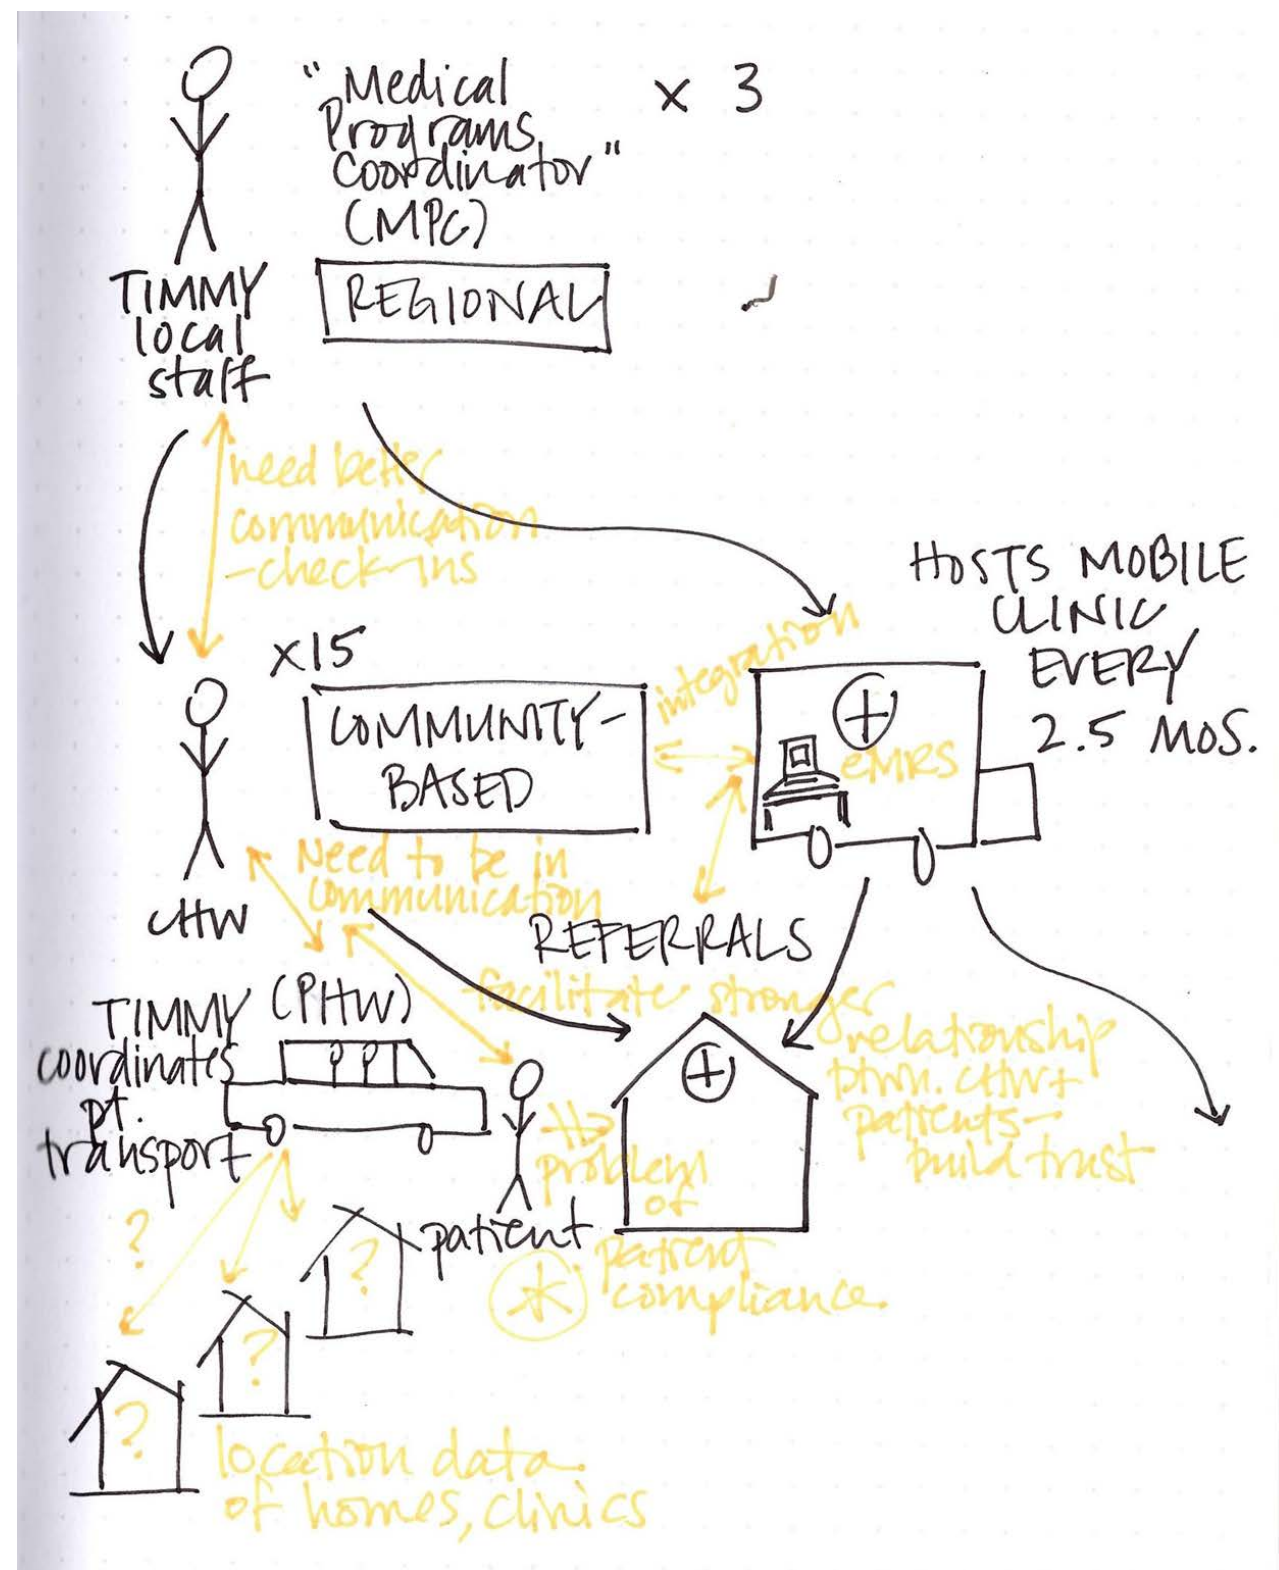 "Medical
Programs
Coordinator"
(MPC)
x 3
TIMMY
local
staff
REGIONAL
need better
communication
-check-ins
HOSTS MOBILE
CLINIC
EVERY
2.5 MOS.
x15
COMMUNITY-
BASED
integration
eMRS
CHW
Need to be in
communication
REFERRALS
(PHW)
TIMMY
coordinates
pt.
transport
facilitate stronger
relationship
btwn. CHW+
patients-
build trust
patient
problem
of
patient
compliance.
?
?
?
?
location data
of homes, clinics